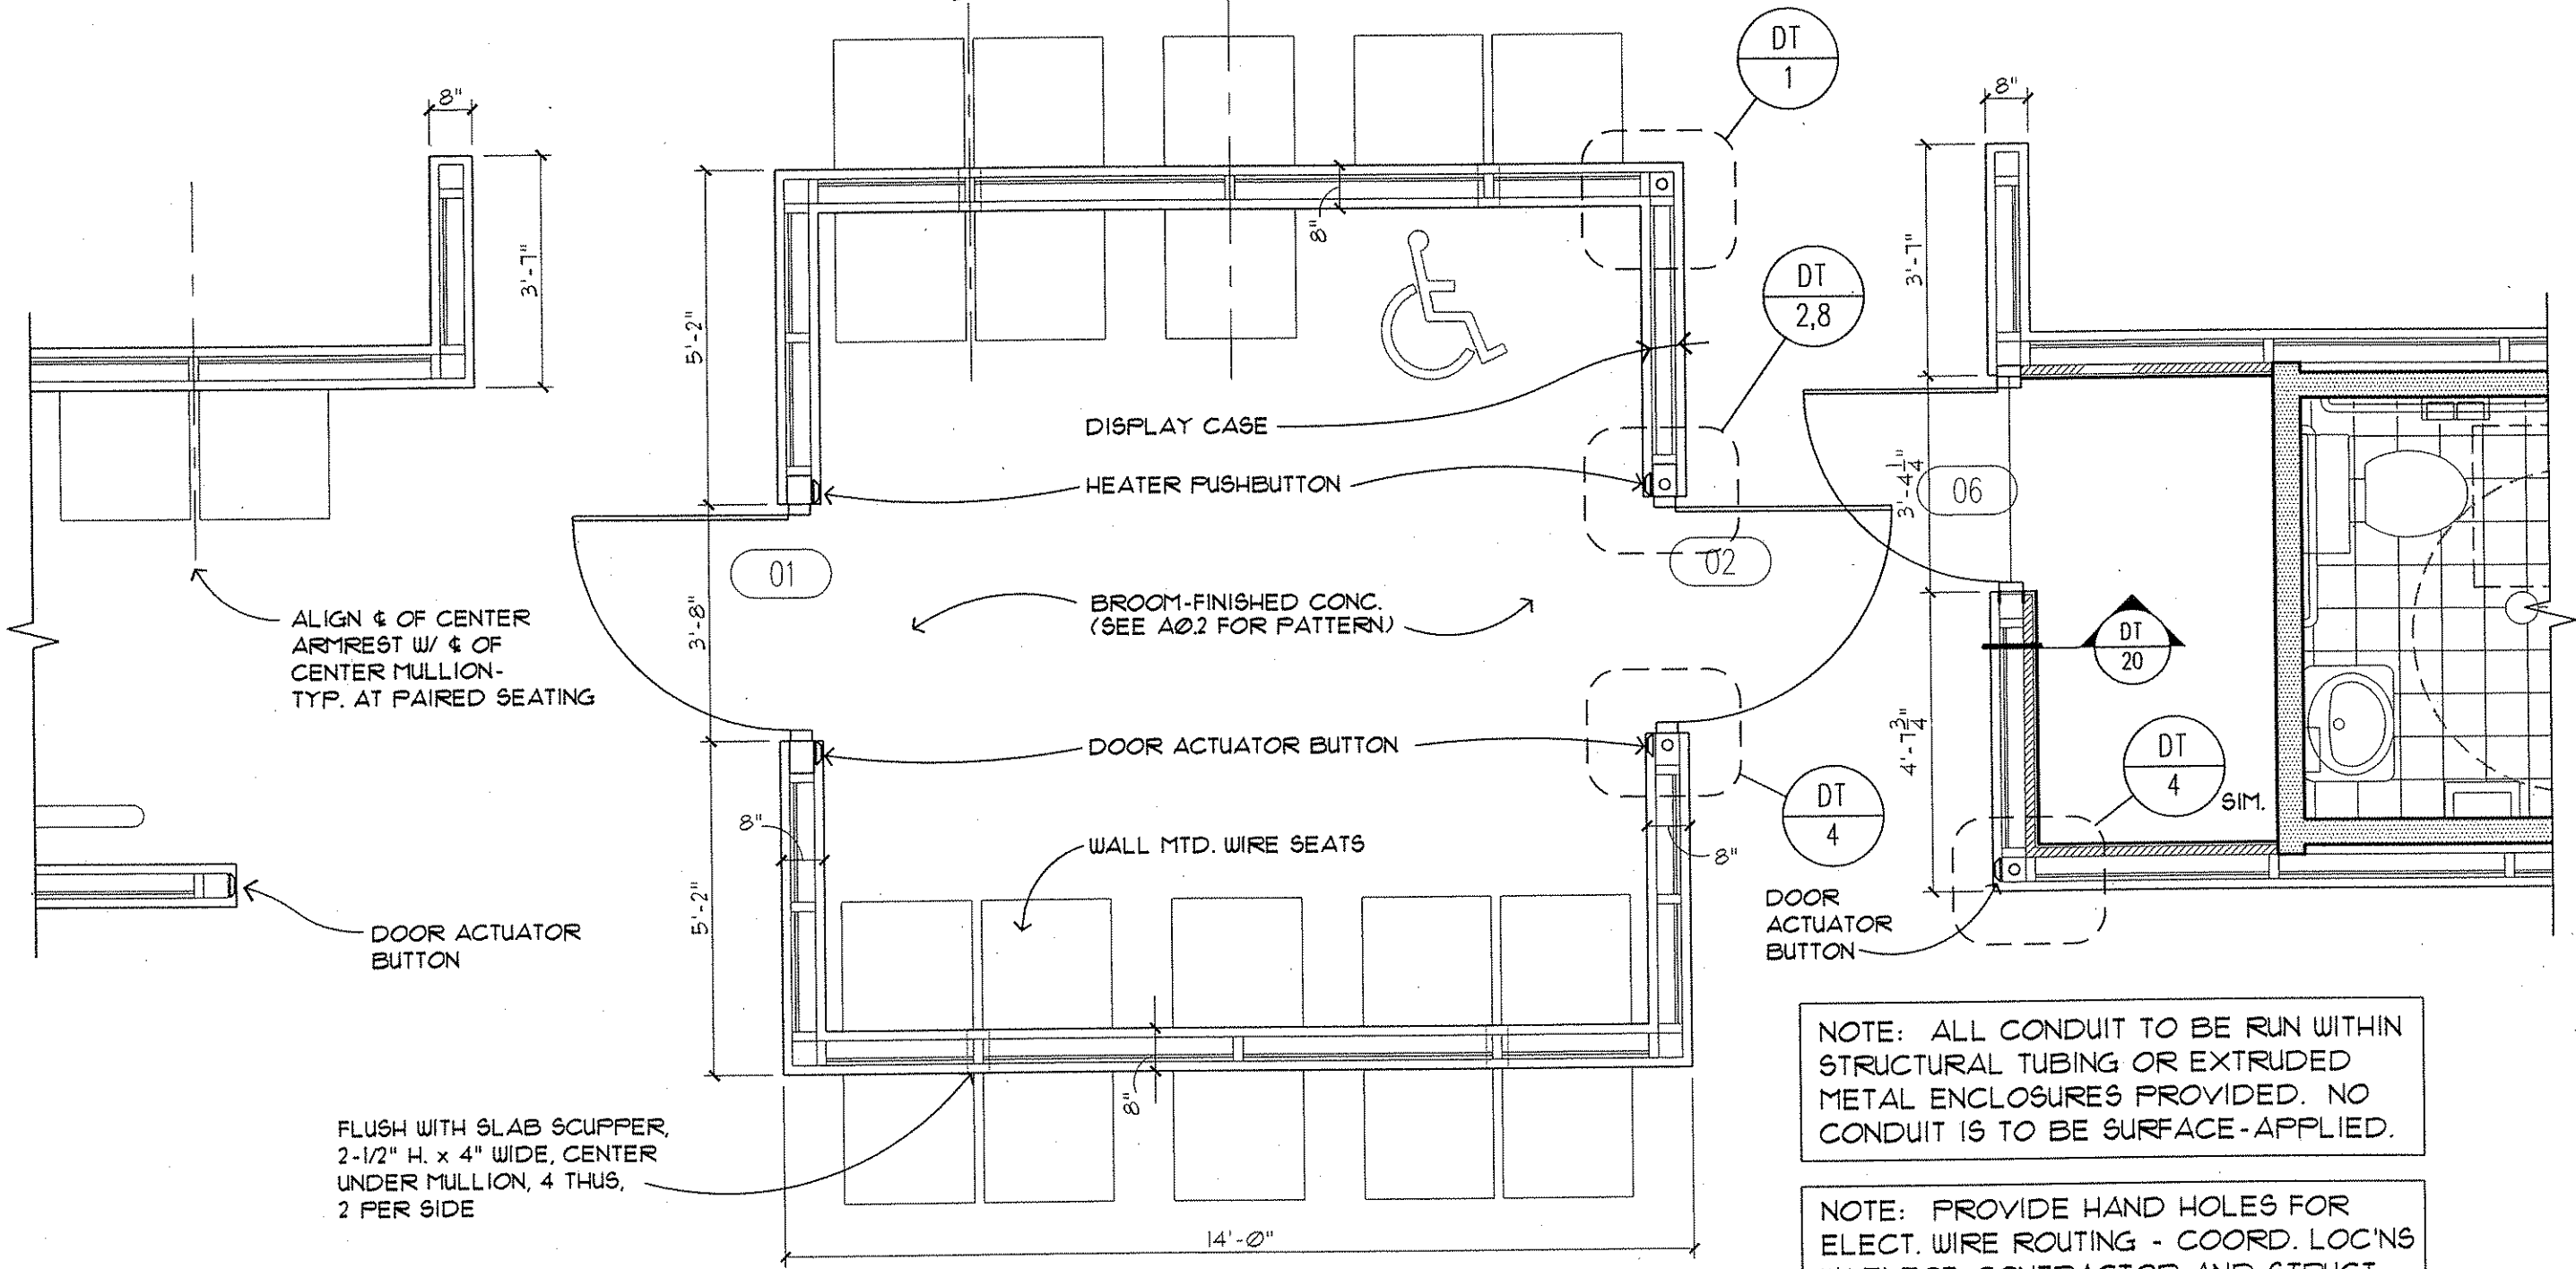 DT
1
8"
8"
3'-7"
3'-7"
5'-2"
8"
DT
2,8
DISPLAY CASE
HEATER PUSHBUTTON
3'-4 1/4"
06
01
02
ALIGN ℄ OF CENTER
ARMREST W/ ℄ OF
CENTER MULLION-
TYP. AT PAIRED SEATING
BROOM-FINISHED CONC.
(SEE A0.2 FOR PATTERN)
3'-8"
DT
20
DOOR ACTUATOR BUTTON
4'-7 3/4"
DT
4
SIM.
DT
4
8"
WALL MTD. WIRE SEATS
8"
5'-2"
DOOR ACTUATOR
BUTTON
DOOR
ACTUATOR
BUTTON
8"
FLUSH WITH SLAB SCUPPER,
2-1/2" H. x 4" WIDE, CENTER
UNDER MULLION, 4 THUS,
2 PER SIDE
14'-0"
NOTE: ALL CONDUIT TO BE RUN WITHIN
STRUCTURAL TUBING OR EXTRUDED
METAL ENCLOSURES PROVIDED. NO
CONDUIT IS TO BE SURFACE-APPLIED.
NOTE: PROVIDE HAND HOLES FOR
ELECT. WIRE ROUTING - COORD. LOC'NS